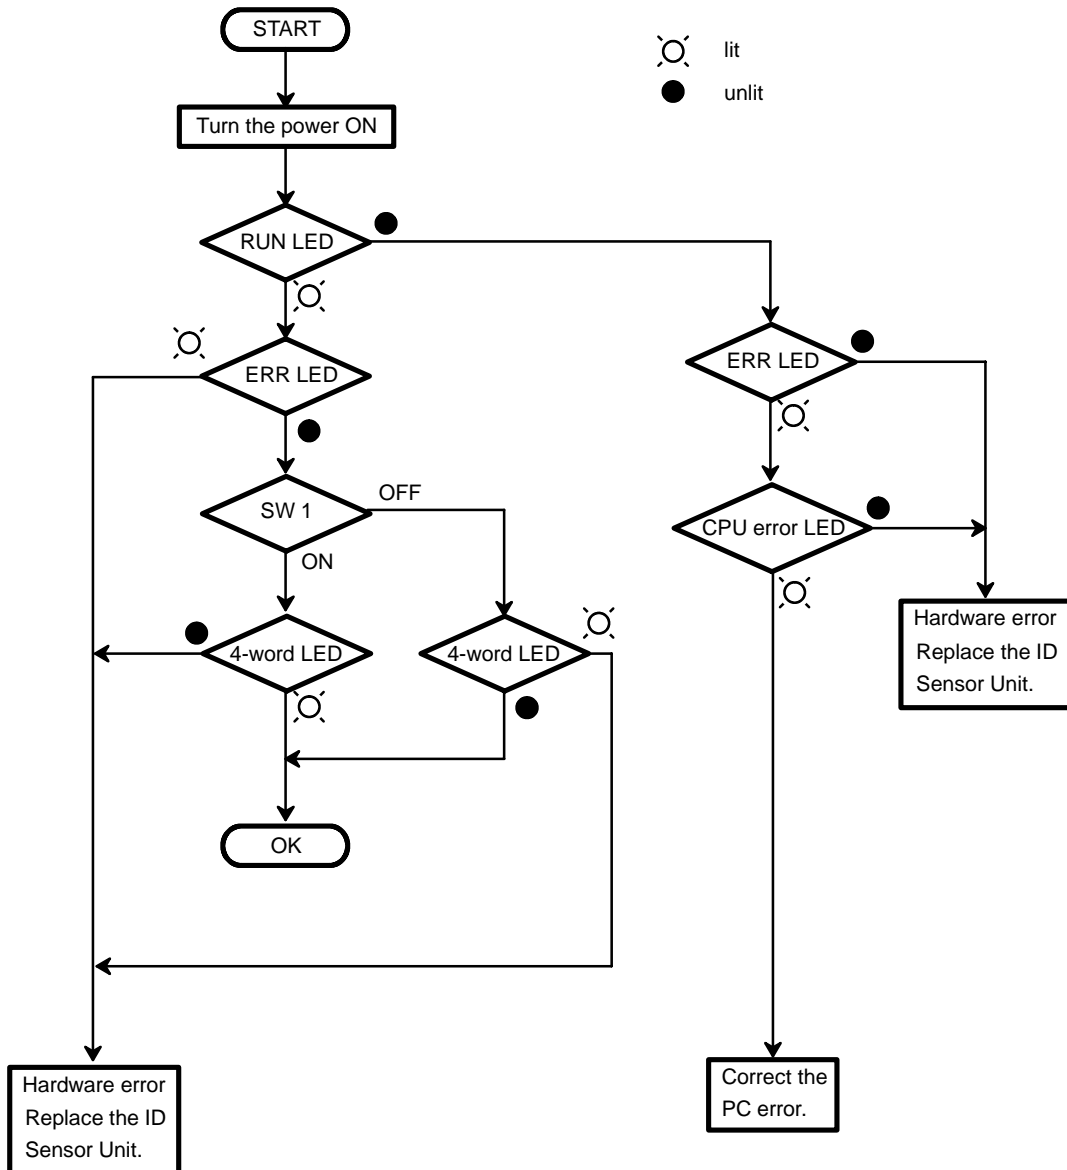 START
lit
unlit
Turn the power ON
RUN LED
ERR LED
ERR LED
SW 1
OFF
ON
CPU error LED
4-word LED
4-word LED
Hardware error
Replace the ID
Sensor Unit.
OK
Hardware error
Replace the ID
Sensor Unit.
Correct the
PC error.